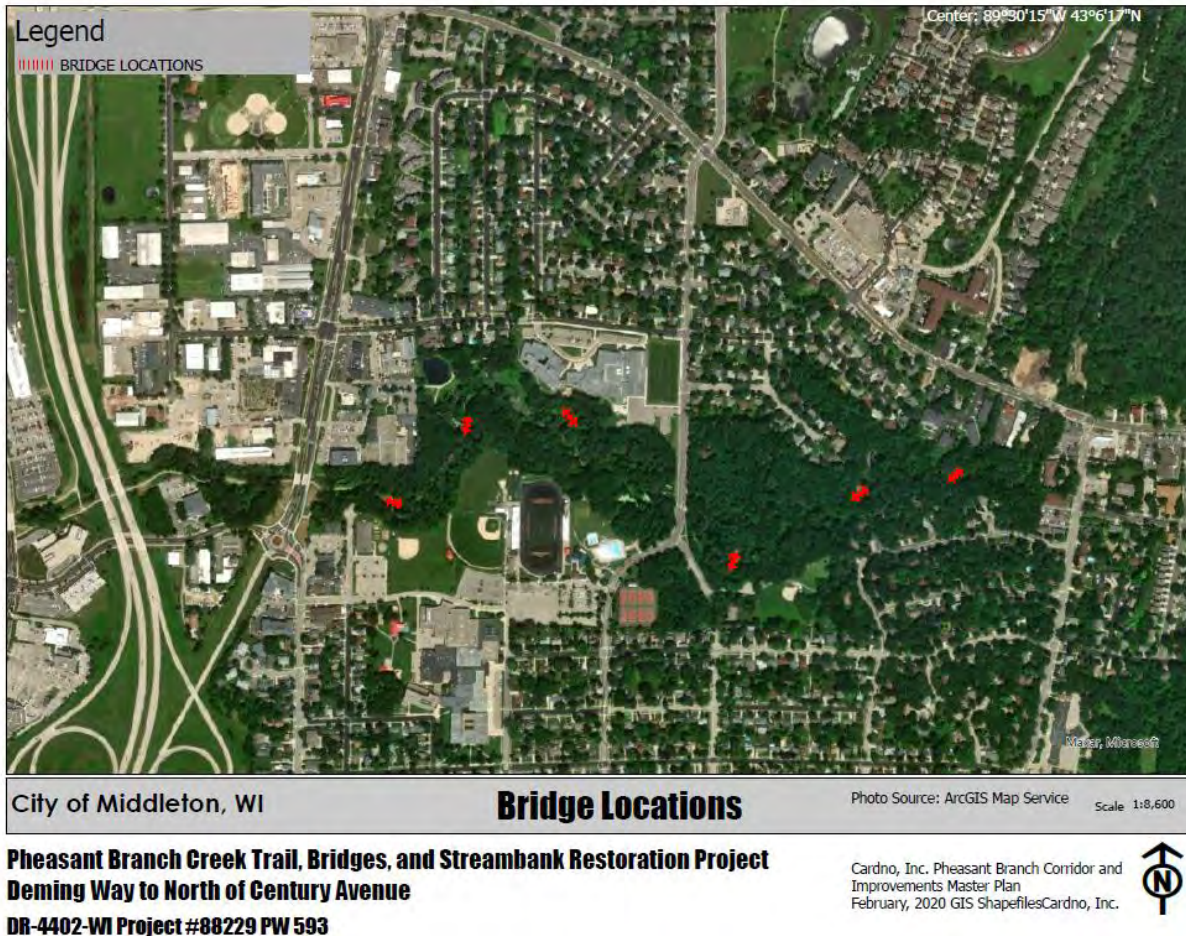 Center: 89°30'15"W 43°6'17"N
Legend
BRIDGE LOCATIONS
Maxar, Microsoft
City of Middleton, WI
Bridge Locations
Photo Source: ArcGIS Map Service
Scale 1:8,600
Pheasant Branch Creek Trail, Bridges, and Streambank Restoration Project
Deming Way to North of Century Avenue
DR-4402-WI Project #88229 PW 593
Cardno, Inc. Pheasant Branch Corridor and
Improvements Master Plan
February, 2020 GIS ShapefilesCardno, Inc.
N